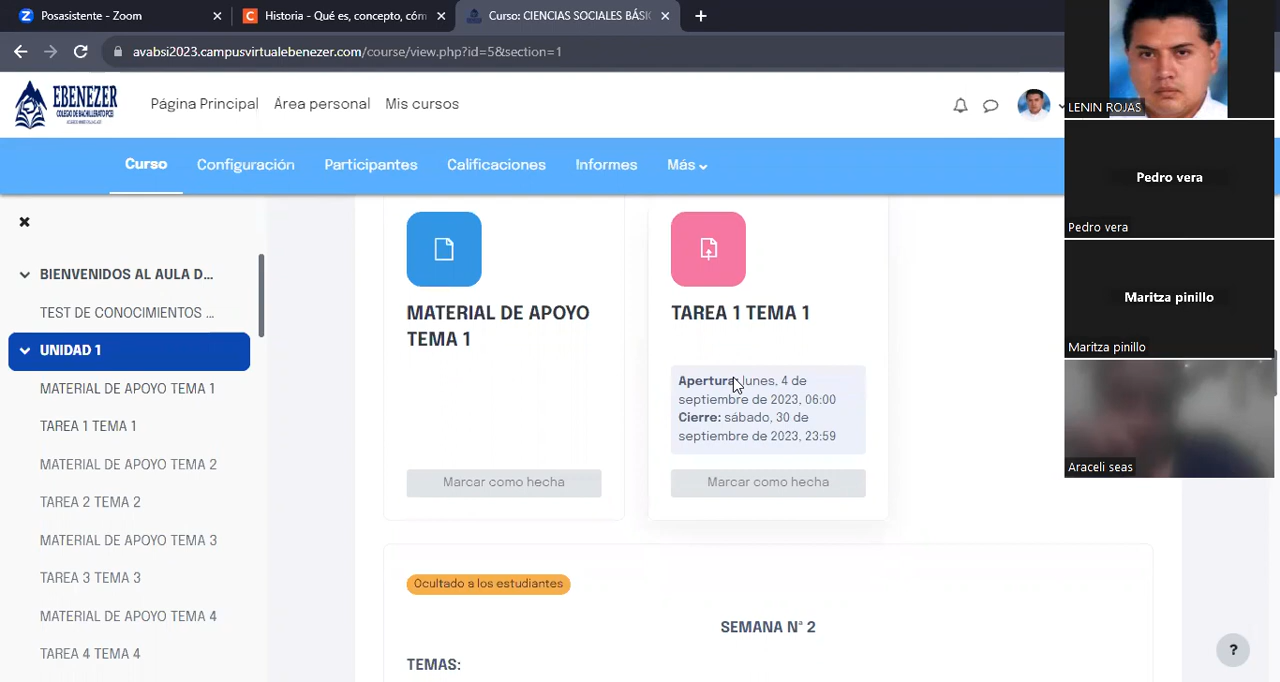 Posasistente - Zoom
Historia - Qué es, concepto, cóm
Curso: CIENCIAS SOCIALES BÁSIC
avabsi2023.campusvirtualebenezer.com/course/view.php?id=5&section=1
EBENEZER
COLEGIO DE BACHILLERATO PCEI
Página Principal
Área personal
Mis cursos
LENIN ROJAS
Curso
Configuración
Participantes
Calificaciones
Informes
Más
Pedro vera
Pedro vera
Maritza pinillo
Maritza pinillo
Araceli seas
BIENVENIDOS AL AULA D...
TEST DE CONOCIMIENTOS ...
UNIDAD 1
MATERIAL DE APOYO TEMA 1
TAREA 1 TEMA 1
MATERIAL DE APOYO TEMA 2
TAREA 2 TEMA 2
MATERIAL DE APOYO TEMA 3
TAREA 3 TEMA 3
MATERIAL DE APOYO TEMA 4
TAREA 4 TEMA 4
MATERIAL DE APOYO
TEMA 1
Marcar como hecha
TAREA 1 TEMA 1
Apertura: lunes, 4 de
septiembre de 2023, 06:00
Cierre: sábado, 30 de
septiembre de 2023, 23:59
Marcar como hecha
Ocultado a los estudiantes
SEMANA Nª 2
TEMAS:
?